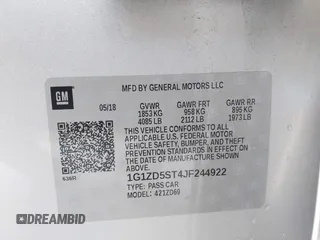 GM
MFD BY GENERAL MOTORS LLC
05/18 GVWR GAWR FRT GAWR RR
1853 KG 958 KG 895 KG
4085 LB 2112 LB 1973 LB
THIS VEHICLE CONFORMS TO ALL APPLICABLE
U.S. FEDERAL MOTOR
VEHICLE SAFETY, BUMPER, AND THEFT
PREVENTION STANDARDS IN EFFECT ON THE
DATE OF MANUFACTURE SHOWN ABOVE.
1G1ZD5ST4JF244922
TYPE: PASS CAR
MODEL: 421ZD69
DREAMBID